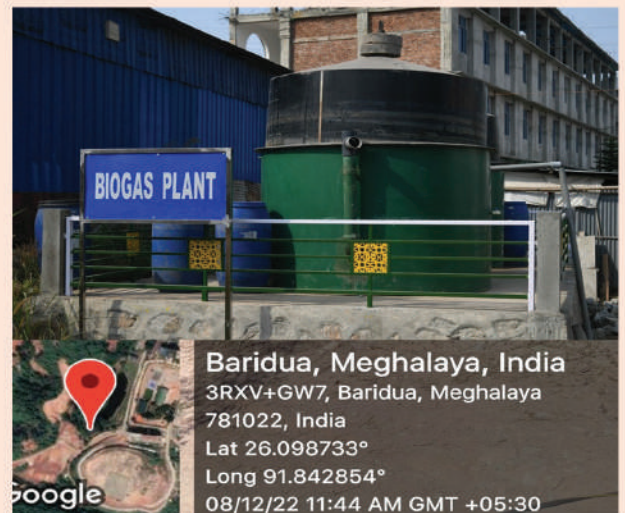 BIOGAS PLANT
Baridua, Meghalaya, India
3RXV+GW7, Baridua, Meghalaya
781022, India
Lat 26.098733°
Long 91.842854°
08/12/22 11:44 AM GMT +05:30
Google